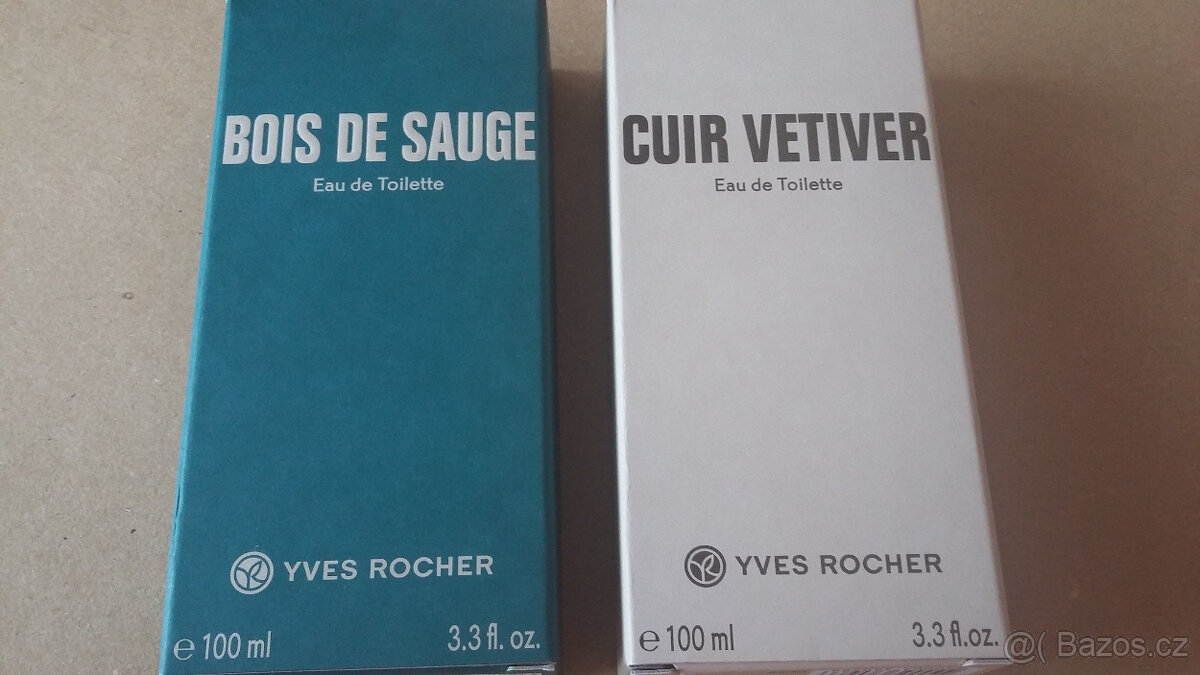 BOIS DE SAUGE
Eau de Toilette
YVES ROCHER
℮ 100 ml 3.3 fl. oz.
CUIR VETIVER
Eau de Toilette
YVES ROCHER
℮ 100 ml 3.3 fl. oz.
@( Bazos.cz